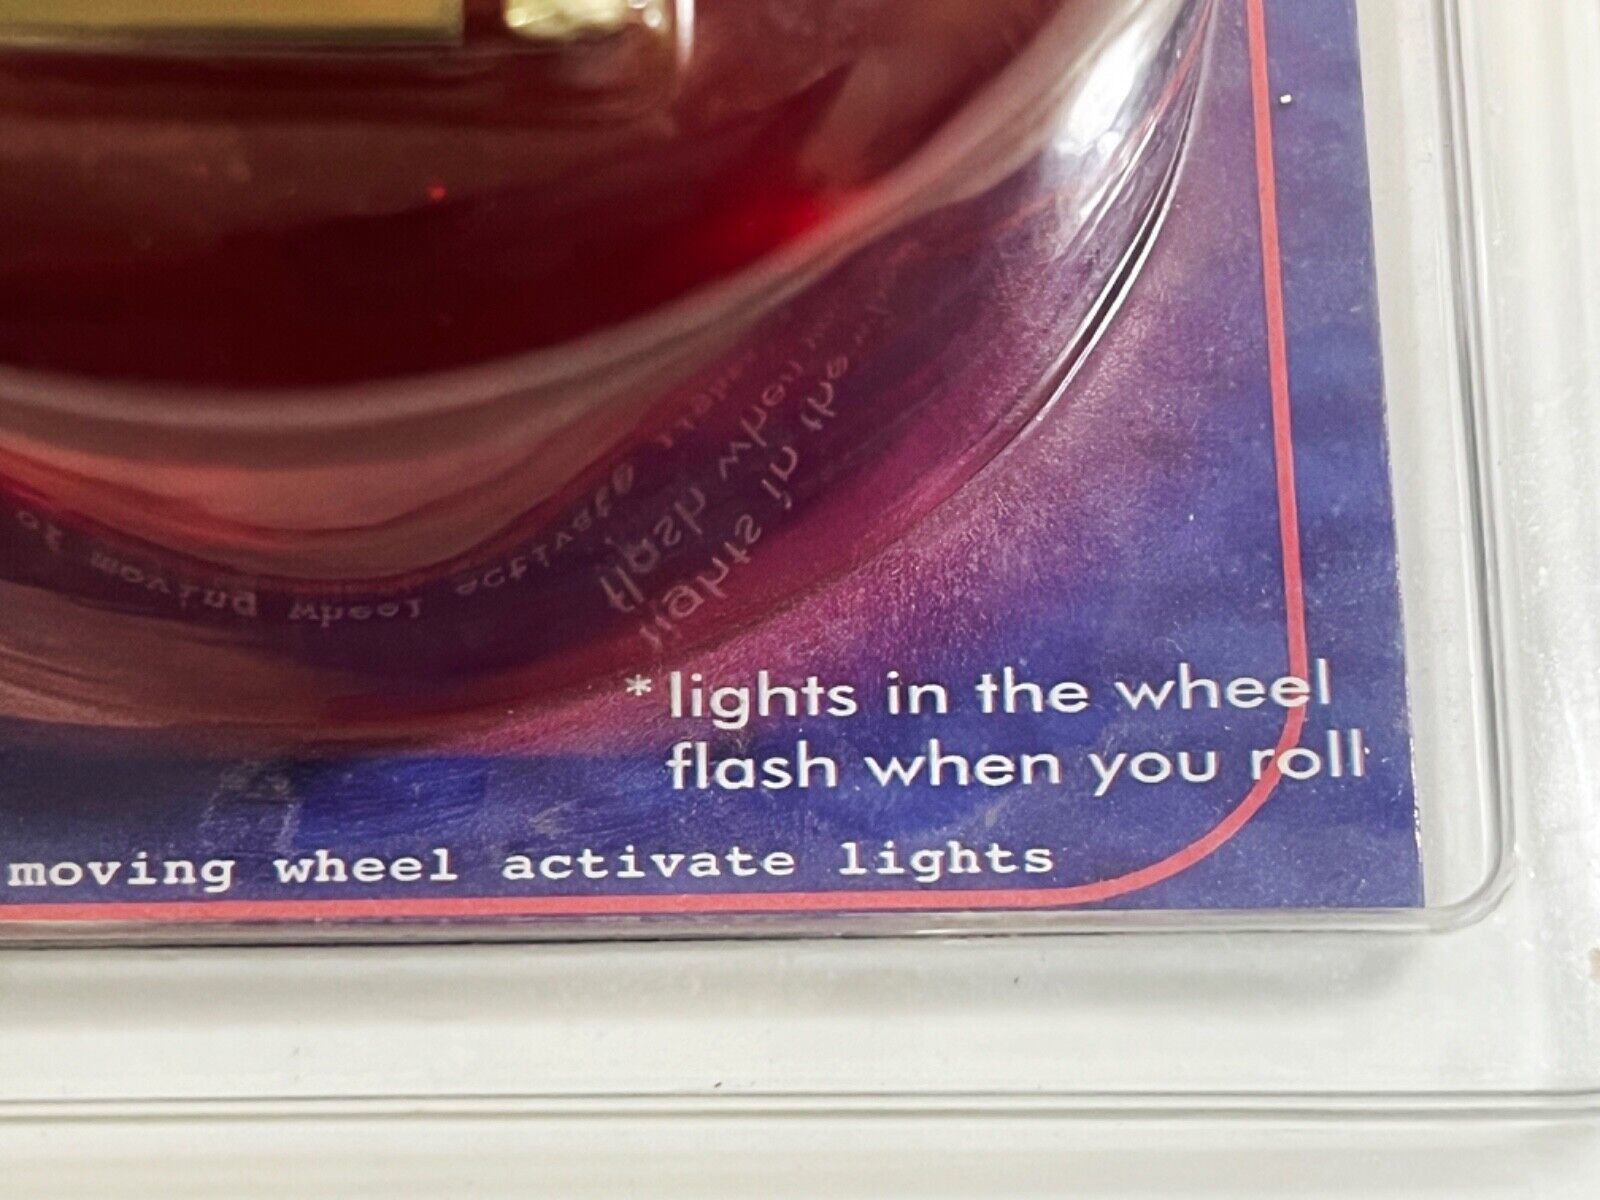 * lights in the wheel
flash when you roll
moving wheel activate lights